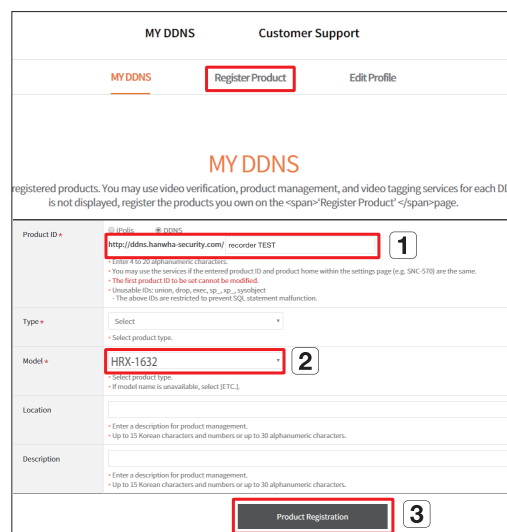 MY DDNS Customer Support
MY DDNS Register Product Edit Profile
MY DDNS
registered products. You may use video verification, product management, and video tagging services for each DD
is not displayed, register the products you own on the <span>'Register Product' </span>page.
Product ID *
iPolis DDNS
http://ddns.hanwha-security.com/ recorder TEST
1
• Enter 4 to 20 alphanumeric characters.
• You may use the services if the entered product ID and product home within the settings page (e.g. SNC-570) are the same.
• The first product ID to be set cannot be modified.
• Unusable IDs: union, drop, exec, sp_, xp_, sysobject
- The above IDs are restricted to prevent SQL statement malfunction.
Type *
Select
• Select product type.
Model *
HRX-1632
2
• Select product type.
• If model name is unavailable, select [ETC.].
Location
• Enter a description for product management.
• Up to 15 Korean characters and numbers or up to 30 alphanumeric characters.
Description
• Enter a description for product management.
• Up to 15 Korean characters and numbers or up to 30 alphanumeric characters.
Product Registration
3